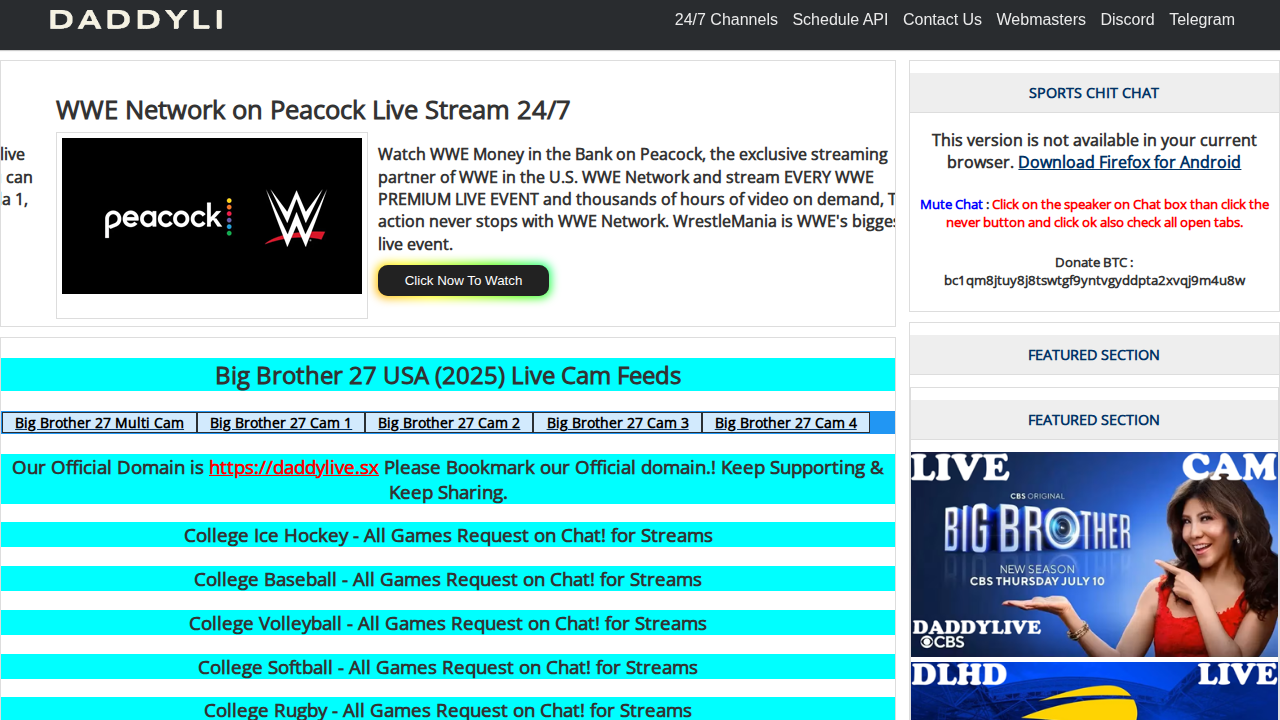 DADDYLI
24/7 Channels Schedule API Contact Us Webmasters Discord Telegram
live
can
a 1,
WWE Network on Peacock Live Stream 24/7
peacock
Watch WWE Money in the Bank on Peacock, the exclusive streaming
partner of WWE in the U.S. WWE Network and stream EVERY WWE
PREMIUM LIVE EVENT and thousands of hours of video on demand, T
action never stops with WWE Network. WrestleMania is WWE's bigges
live event.
Click Now To Watch
Big Brother 27 USA (2025) Live Cam Feeds
Big Brother 27 Multi Cam Big Brother 27 Cam 1 Big Brother 27 Cam 2 Big Brother 27 Cam 3 Big Brother 27 Cam 4
Our Official Domain is https://daddylive.sx Please Bookmark our Official domain.! Keep Supporting &
Keep Sharing.
College Ice Hockey - All Games Request on Chat! for Streams
College Baseball - All Games Request on Chat! for Streams
College Volleyball - All Games Request on Chat! for Streams
College Softball - All Games Request on Chat! for Streams
College Rugby - All Games Request on Chat! for Streams
SPORTS CHIT CHAT
This version is not available in your current
browser. Download Firefox for Android
Mute Chat : Click on the speaker on Chat box than click the
never button and click ok also check all open tabs.
Donate BTC :
bc1qm8jtuy8j8tswtgf9yntvgyddpta2xvqj9m4u8w
FEATURED SECTION
FEATURED SECTION
LIVE CAM
CBS ORIGINAL
BIG BROTHER
NEW SEASON
CBS THURSDAY JULY 10
DADDYLIVE
CBS
DLHD LIVE